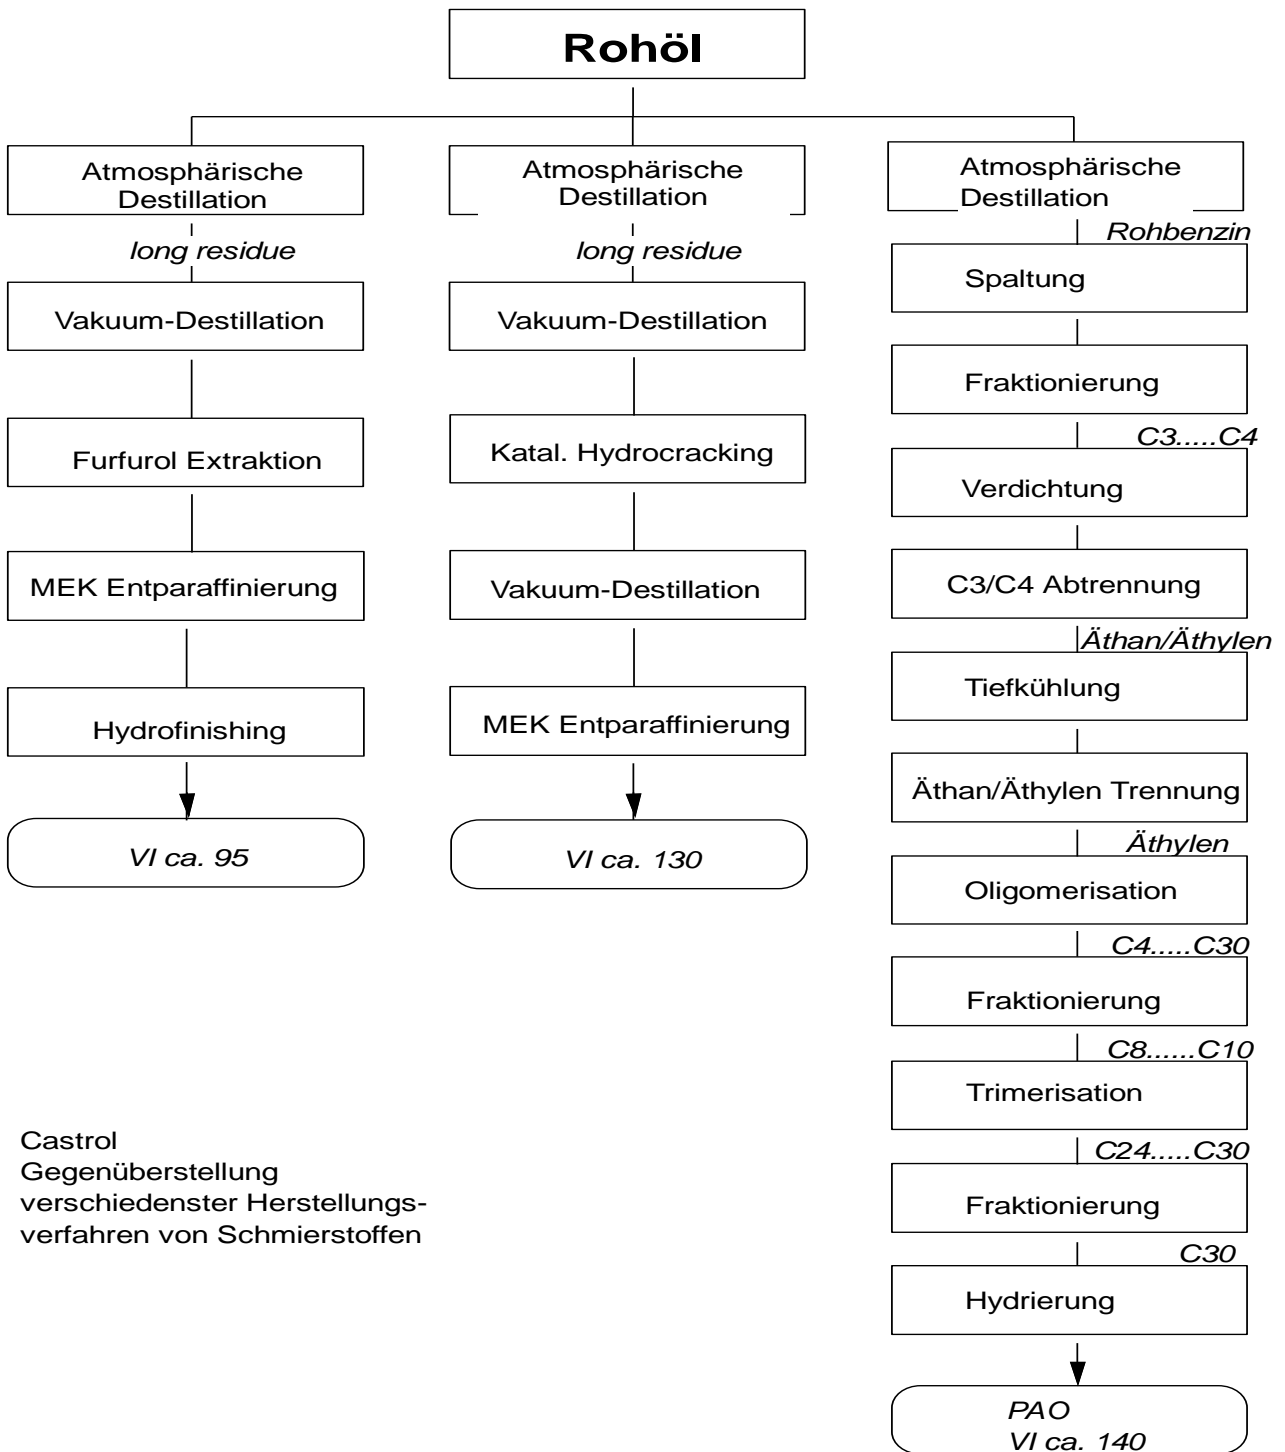 Rohöl
Atmosphärische
Destillation
long residue
Vakuum-Destillation
Furfurol Extraktion
MEK Entparaffinierung
Hydrofinishing
VI ca. 95
Atmosphärische
Destillation
long residue
Vakuum-Destillation
Katal. Hydrocracking
Vakuum-Destillation
MEK Entparaffinierung
VI ca. 130
Atmosphärische
Destillation
Rohbenzin
Spaltung
Fraktionierung
C3.....C4
Verdichtung
C3/C4 Abtrennung
Äthan/Äthylen
Tiefkühlung
Äthan/Äthylen Trennung
Äthylen
Oligomerisation
C4.....C30
Fraktionierung
C8......C10
Trimerisation
C24.....C30
Fraktionierung
C30
Hydrierung
PAO
VI ca. 140
Castrol
Gegenüberstellung
verschiedenster Herstellungs-
verfahren von Schmierstoffen